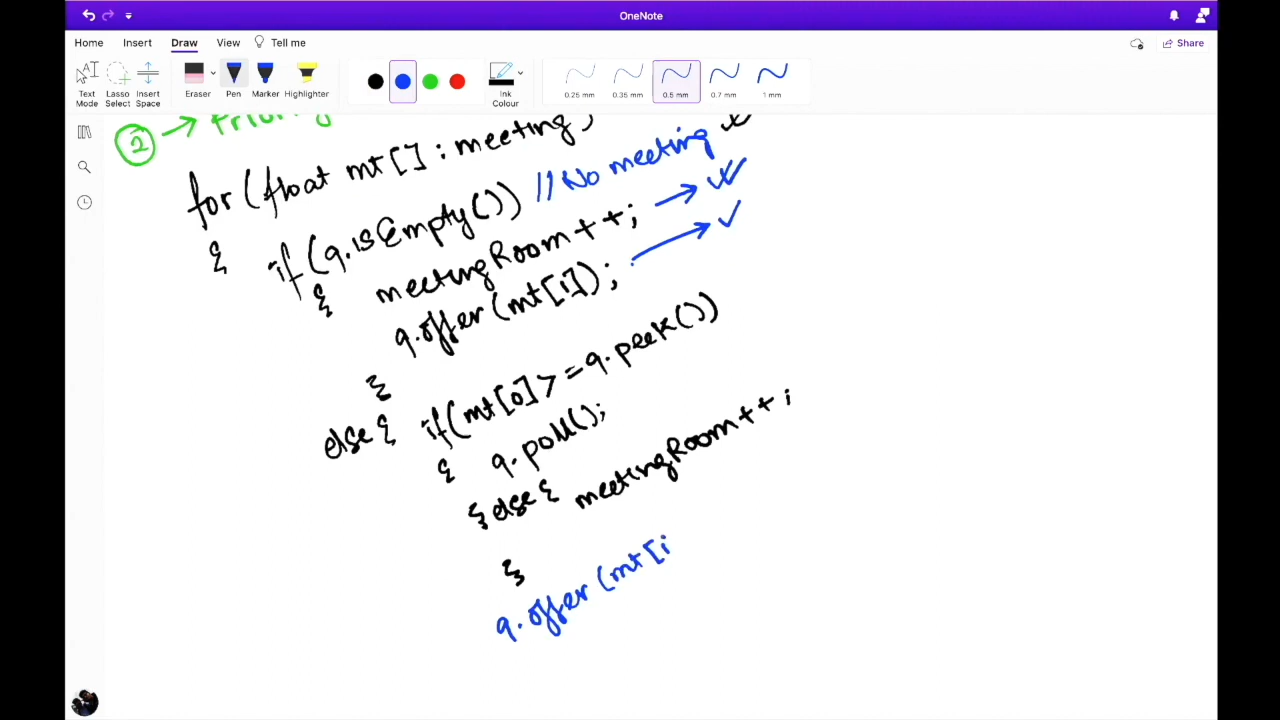 OneNote
Home Insert Draw View Tell me
Share
Text Mode
Lasso Select
Insert Space
Eraser
Pen
Marker
Highlighter
Ink Colour
0.25 mm
0.35 mm
0.5 mm
0.7 mm
1 mm
2 →
for (float mt[] : meeting)
{ if (q.isEmpty()) // No meeting
{ meetingRoom++;
q.offer(mt[1]);
}
else{ if(mt[0]>=q.peek())
{ q.poll();
}else{ meetingRoom++;
}
q.offer(mt[i